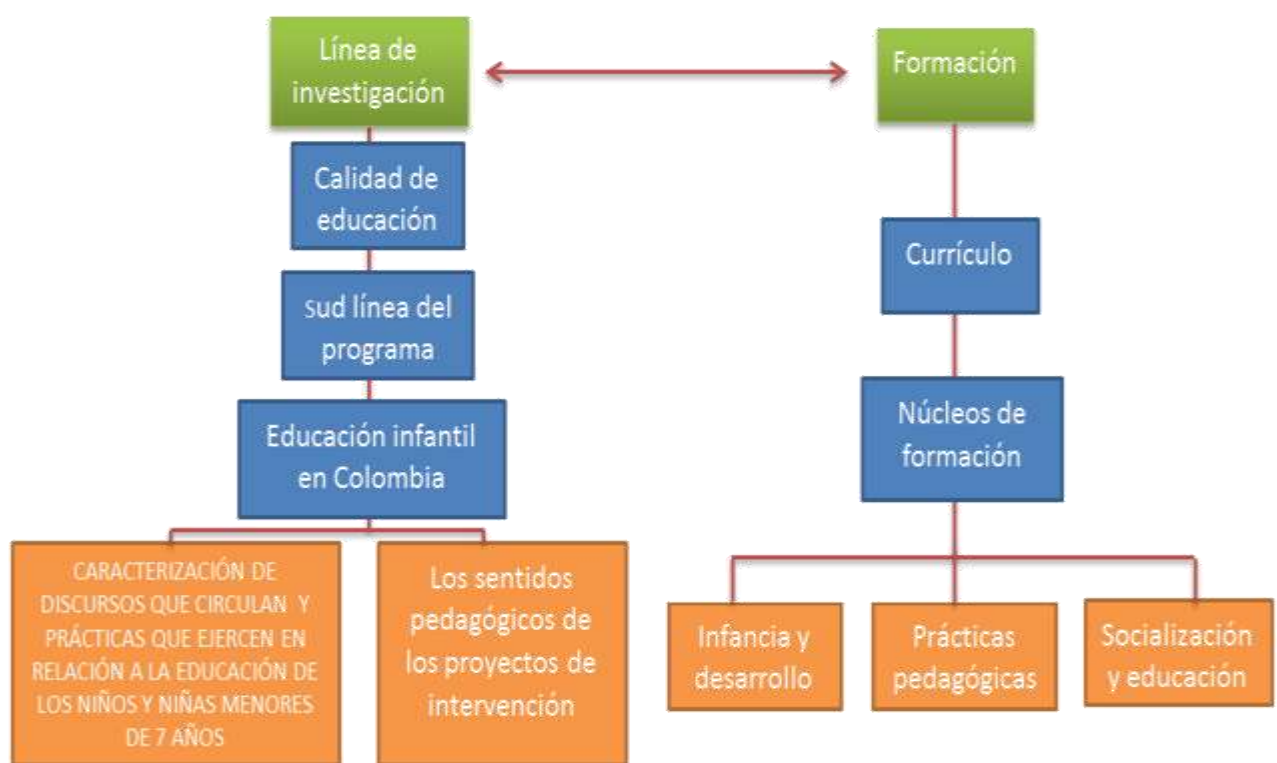 Línea de
investigación
Formación
Calidad de
educación
Currículo
sud línea del
programa
Educación infantil
en Colombia
Núcleos de
formación
CARACTERIZACIÓN DE
DISCURSOS QUE CIRCULAN Y
PRÁCTICAS QUE EJERCEN EN
RELACIÓN A LA EDUCACIÓN DE
LOS NIÑOS Y NIÑAS MENORES
DE 7 AÑOS
Los sentidos
pedagógicos de
los proyectos de
intervención
Infancia y
desarrollo
Prácticas
pedagógicas
Socialización
y educación